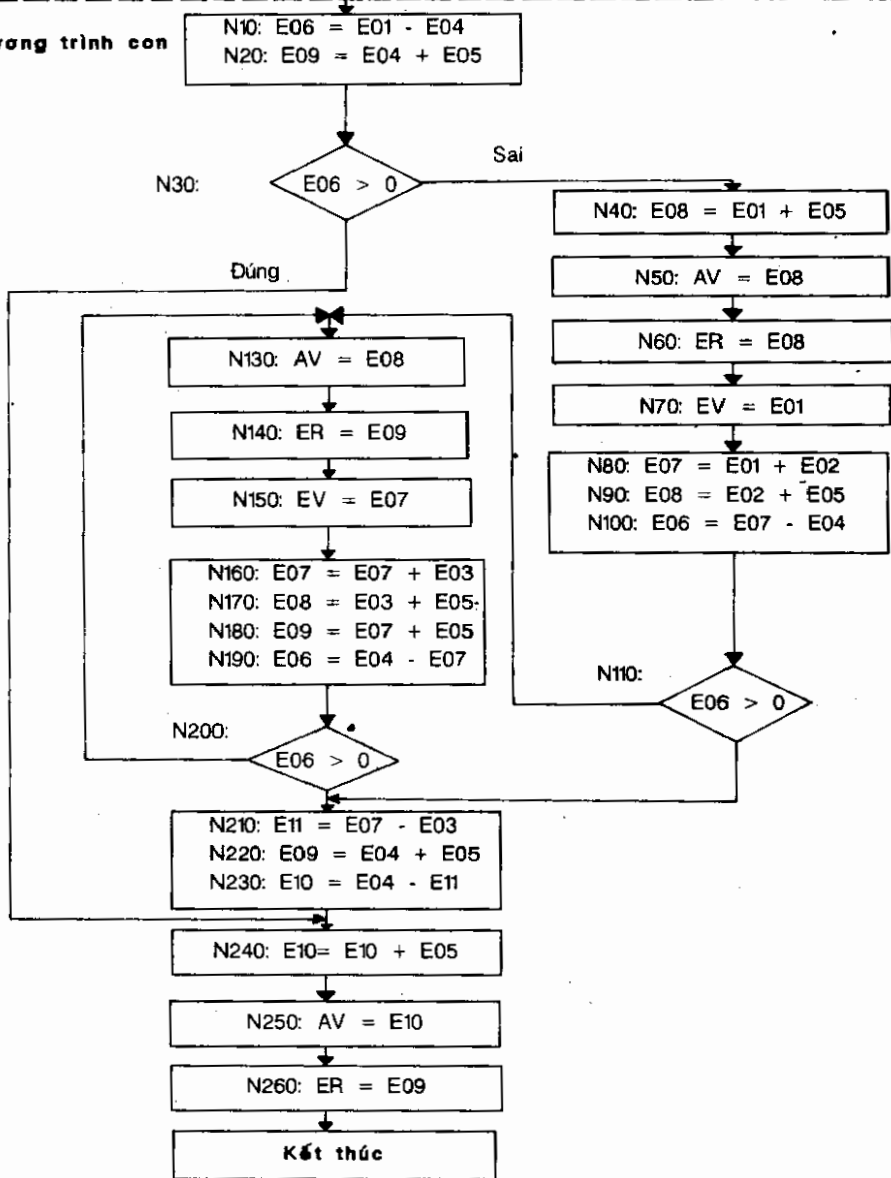 ương trình con
N10: E06 = E01 - E04
N20: E09 = E04 + E05
N30:
E06 > 0
Sai
Đúng
N40: E08 = E01 + E05
N50: AV = E08
N60: ER = E08
N70: EV = E01
N80: E07 = E01 + E02
N90: E08 = E02 + E05
N100: E06 = E07 - E04
N110:
E06 > 0
N130: AV = E08
N140: ER = E09
N150: EV = E07
N160: E07 = E07 + E03
N170: E08 = E03 + E05
N180: E09 = E07 + E05
N190: E06 = E04 - E07
N200:
E06 > 0
N210: E11 = E07 - E03
N220: E09 = E04 + E05
N230: E10 = E04 - E11
N240: E10= E10 + E05
N250: AV = E10
N260: ER = E09
Kết thúc